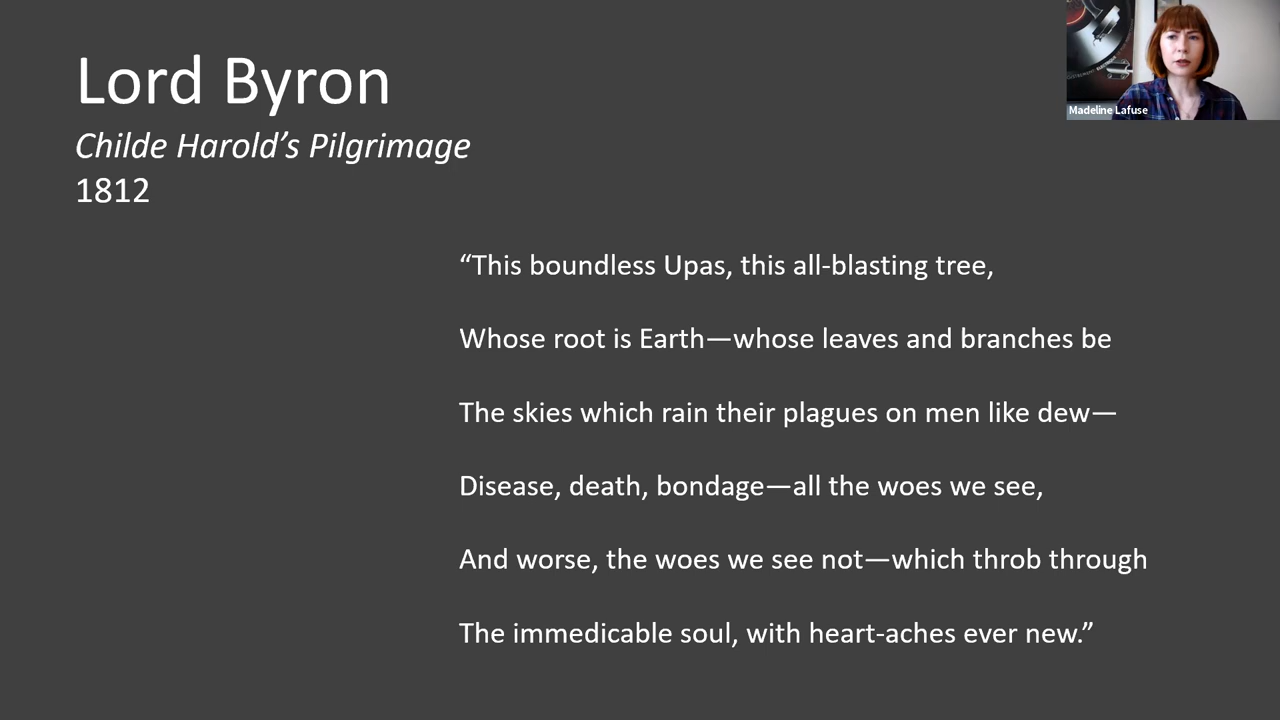 Lord Byron
Childe Harold’s Pilgrimage
1812
Madeline Lafuse
“This boundless Upas, this all-blasting tree,
Whose root is Earth—whose leaves and branches be
The skies which rain their plagues on men like dew—
Disease, death, bondage—all the woes we see,
And worse, the woes we see not—which throb through
The immedicable soul, with heart-aches ever new.”